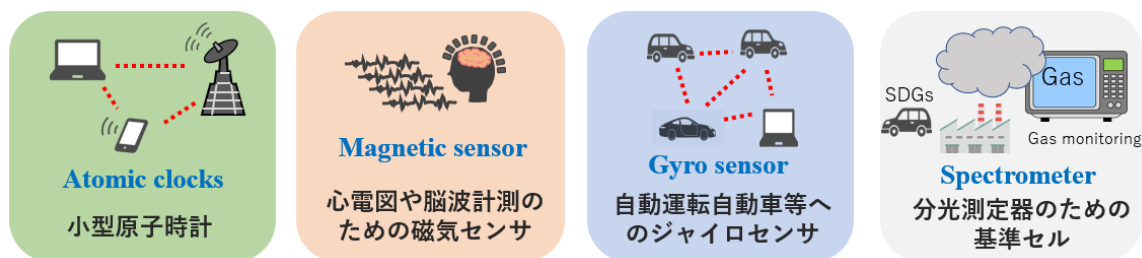 Atomic clocks
小型原子時計
Magnetic sensor
心電図や脳波計測の
ための磁気センサ
Gyro sensor
自動運転自動車等へ
のジャイロセンサ
Gas
SDGs
Gas monitoring
Spectrometer
分光測定器のための
基準セル